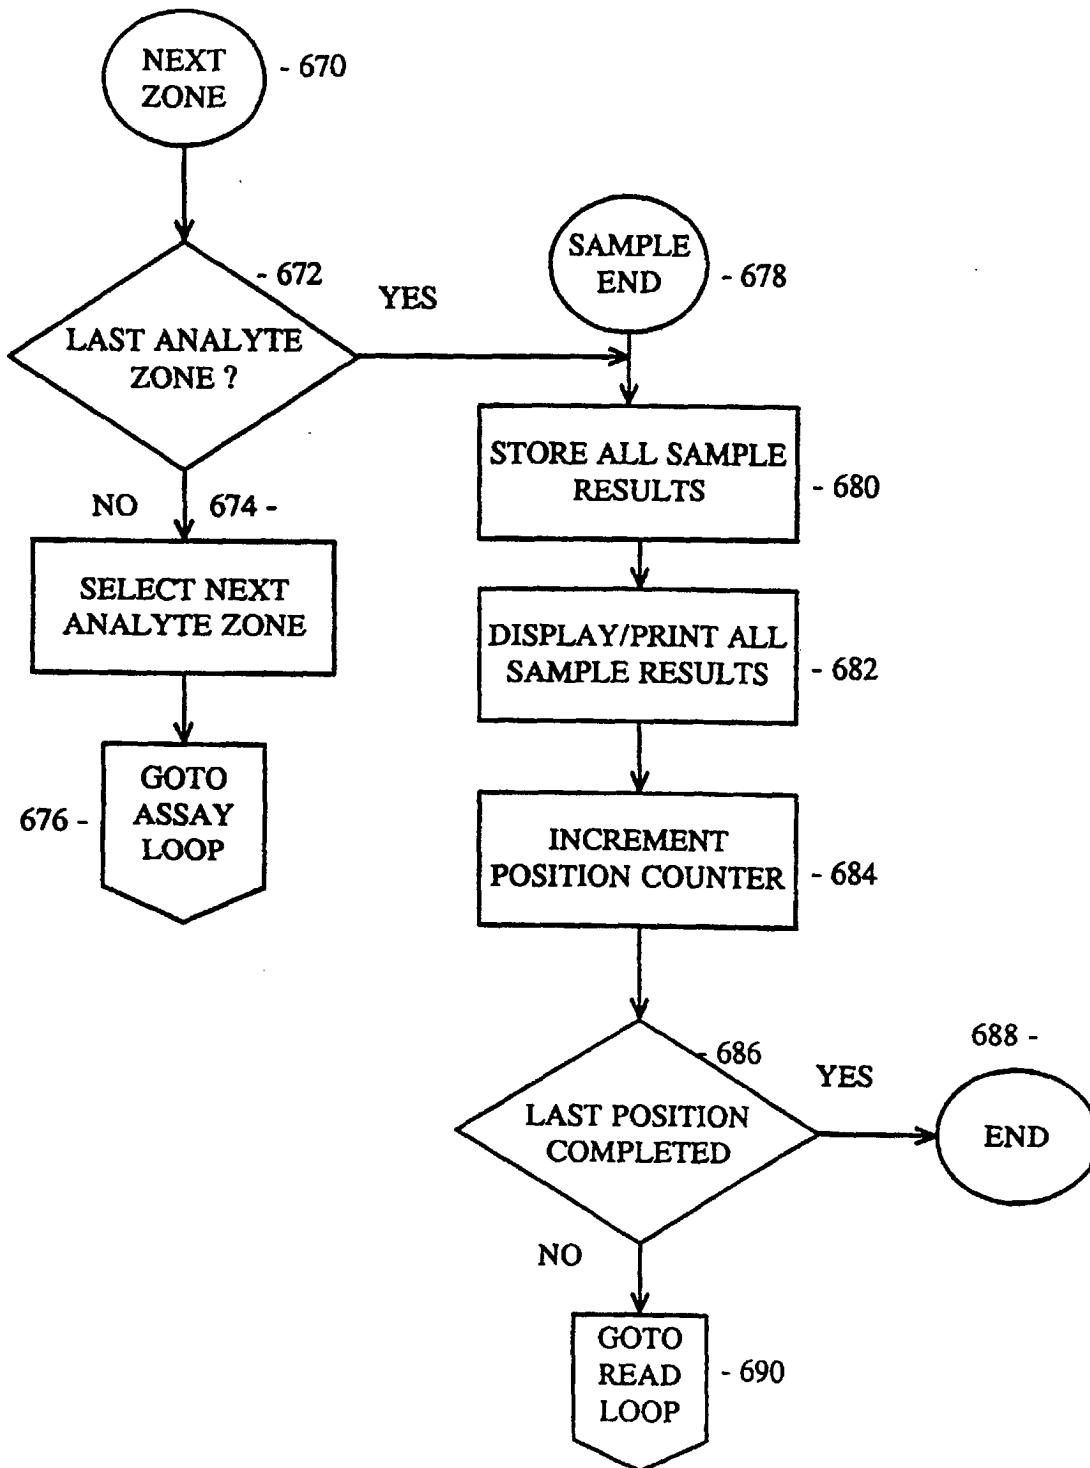 NEXT
ZONE
- 670
- 672
LAST ANALYTE
ZONE ?
YES
SAMPLE
END
- 678
NO
674 -
SELECT NEXT
ANALYTE ZONE
676 -
GOTO
ASSAY
LOOP
STORE ALL SAMPLE
RESULTS
- 680
DISPLAY/PRINT ALL
SAMPLE RESULTS
- 682
INCREMENT
POSITION COUNTER
- 684
- 686
LAST POSITION
COMPLETED
YES
688 -
END
NO
GOTO
READ
LOOP
- 690